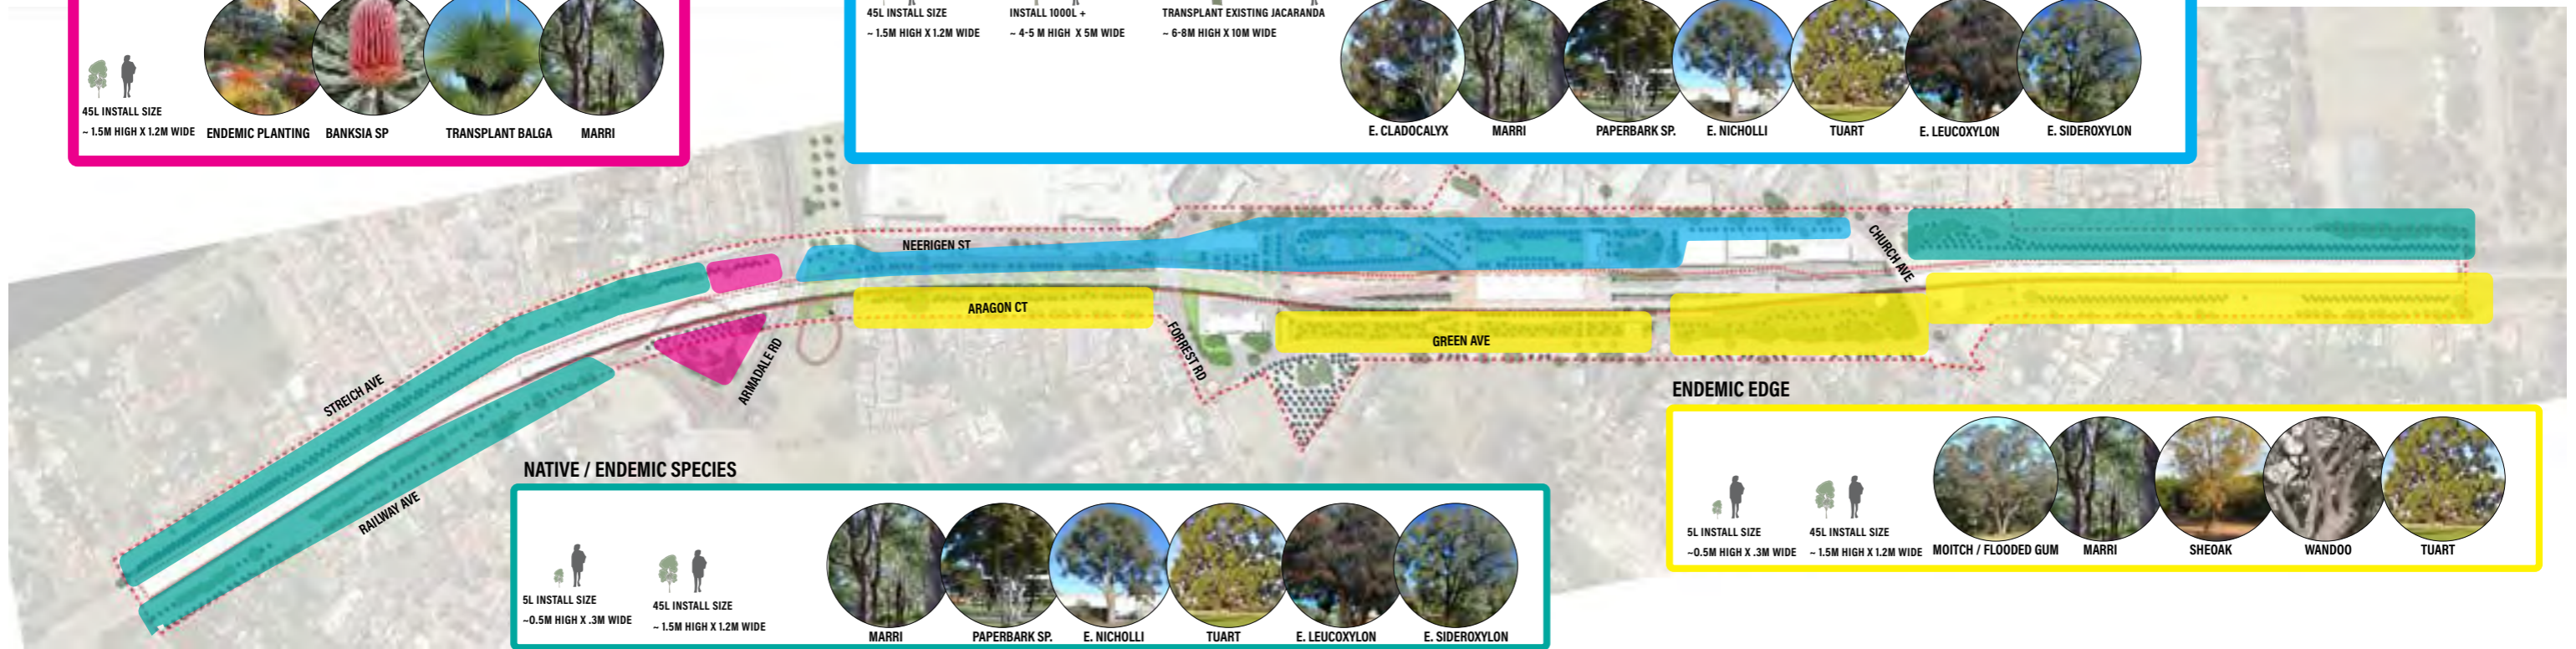 45L INSTALL SIZE
~ 1.5M HIGH X 1.2M WIDE
ENDEMIC PLANTING
BANKSIA SP
TRANSPLANT BALGA
MARRI
45L INSTALL SIZE
~ 1.5M HIGH X 1.2M WIDE
INSTALL 1000L +
~ 4-5 M HIGH X 5M WIDE
TRANSPLANT EXISTING JACARANDA
~ 6-8M HIGH X 10M WIDE
E. CLADOCALYX
MARRI
PAPERBARK SP.
E. NICHOLLI
TUART
E. LEUCOXYLON
E. SIDEROXYLON
NEERIGEN ST
CHURCH AVE
ARAGON CT
FORREST RD
GREEN AVE
ARMADALE RD
STREICH AVE
RAILWAY AVE
ENDEMIC EDGE
5L INSTALL SIZE
~0.5M HIGH X .3M WIDE
45L INSTALL SIZE
~ 1.5M HIGH X 1.2M WIDE
MOITCH / FLOODED GUM
MARRI
SHEOAK
WANDOO
TUART
NATIVE / ENDEMIC SPECIES
5L INSTALL SIZE
~0.5M HIGH X .3M WIDE
45L INSTALL SIZE
~ 1.5M HIGH X 1.2M WIDE
MARRI
PAPERBARK SP.
E. NICHOLLI
TUART
E. LEUCOXYLON
E. SIDEROXYLON